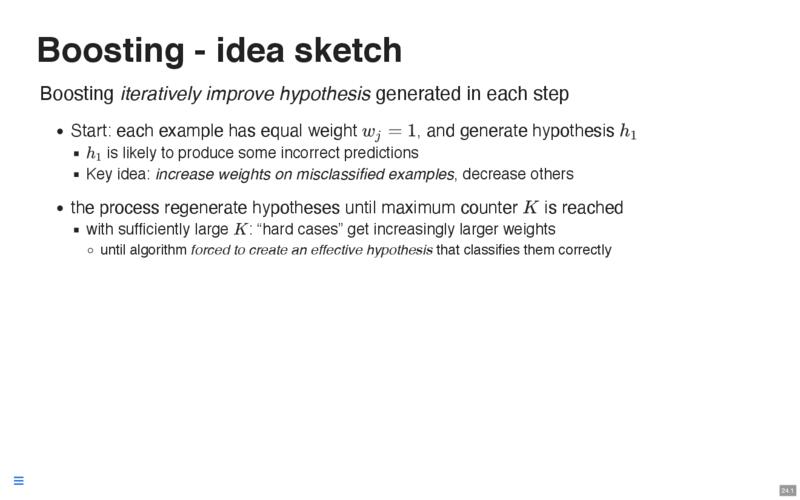 Boosting - idea sketch
Boosting iteratively improve hypothesis generated in each step
• Start: each example has equal weight w_j = 1, and generate hypothesis h_1
▪ h_1 is likely to produce some incorrect predictions
▪ Key idea: increase weights on misclassified examples, decrease others
• the process regenerate hypotheses until maximum counter K is reached
▪ with sufficiently large K: “hard cases” get increasingly larger weights
○ until algorithm forced to create an effective hypothesis that classifies them correctly
24.1